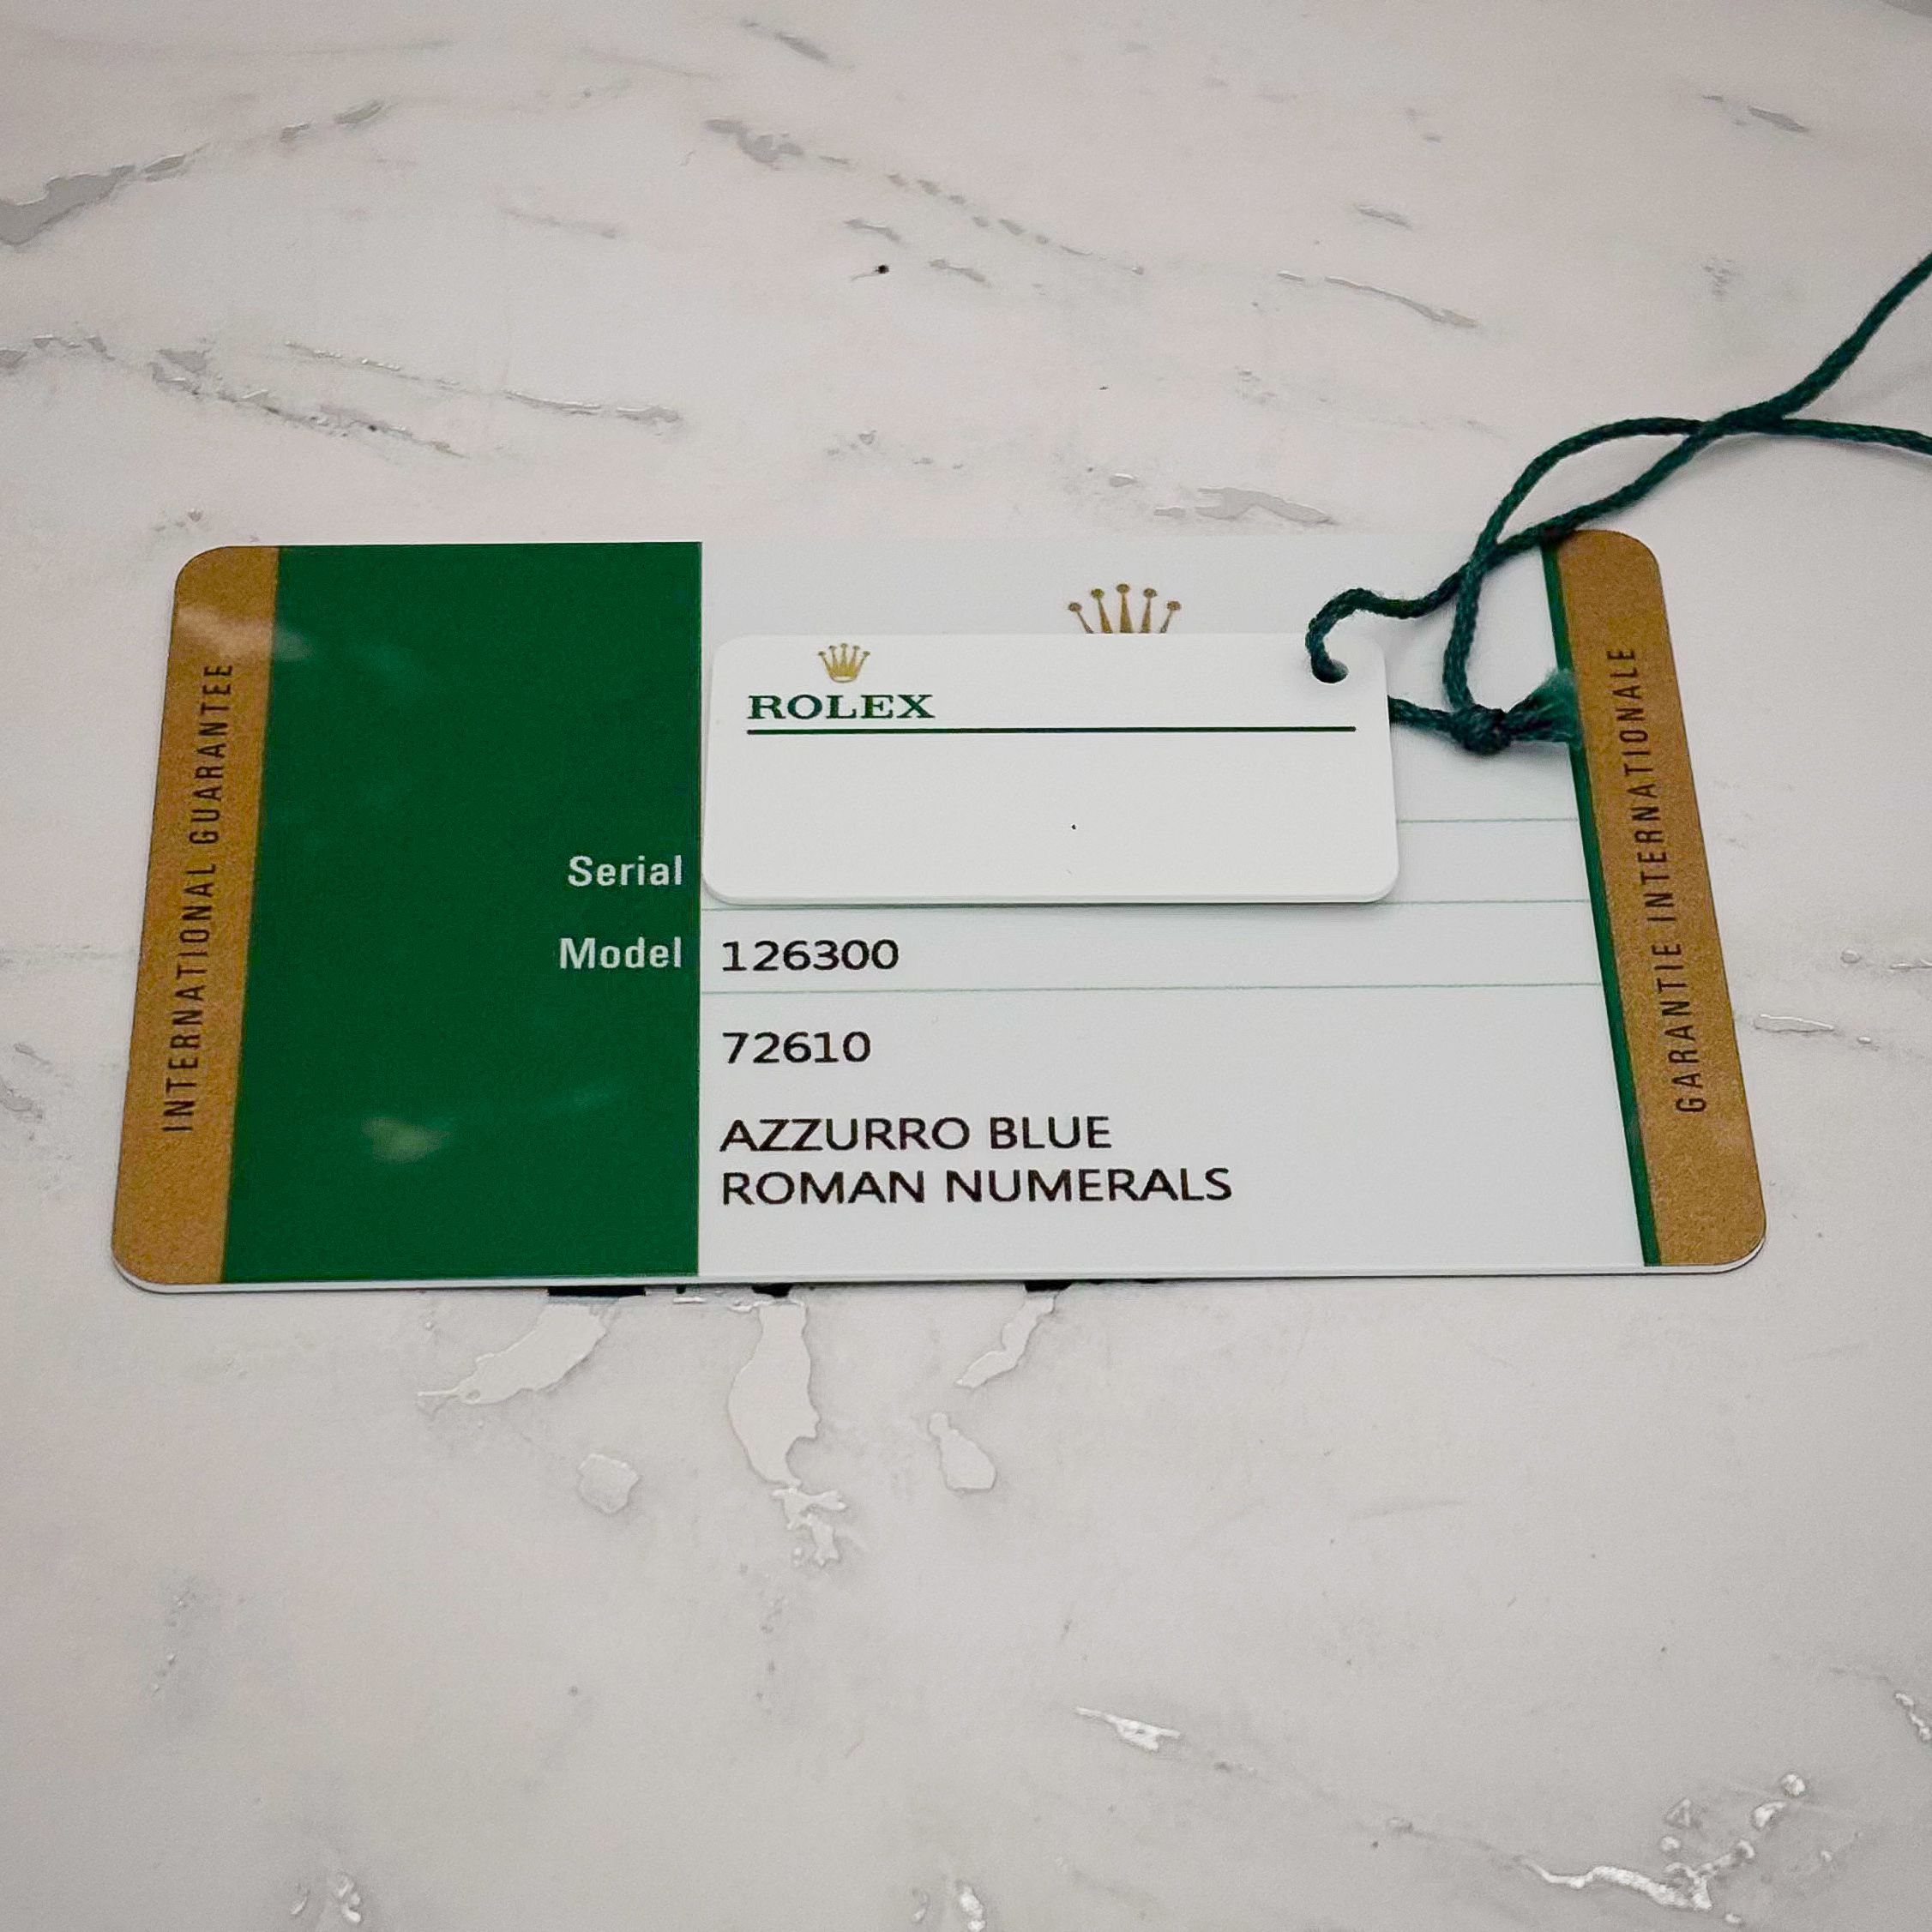 INTERNATIONAL GUARANTEE
ROLEX
Serial
Model 126300
72610
AZZURRO BLUE
ROMAN NUMERALS
GARANTIE INTERNATIONALE